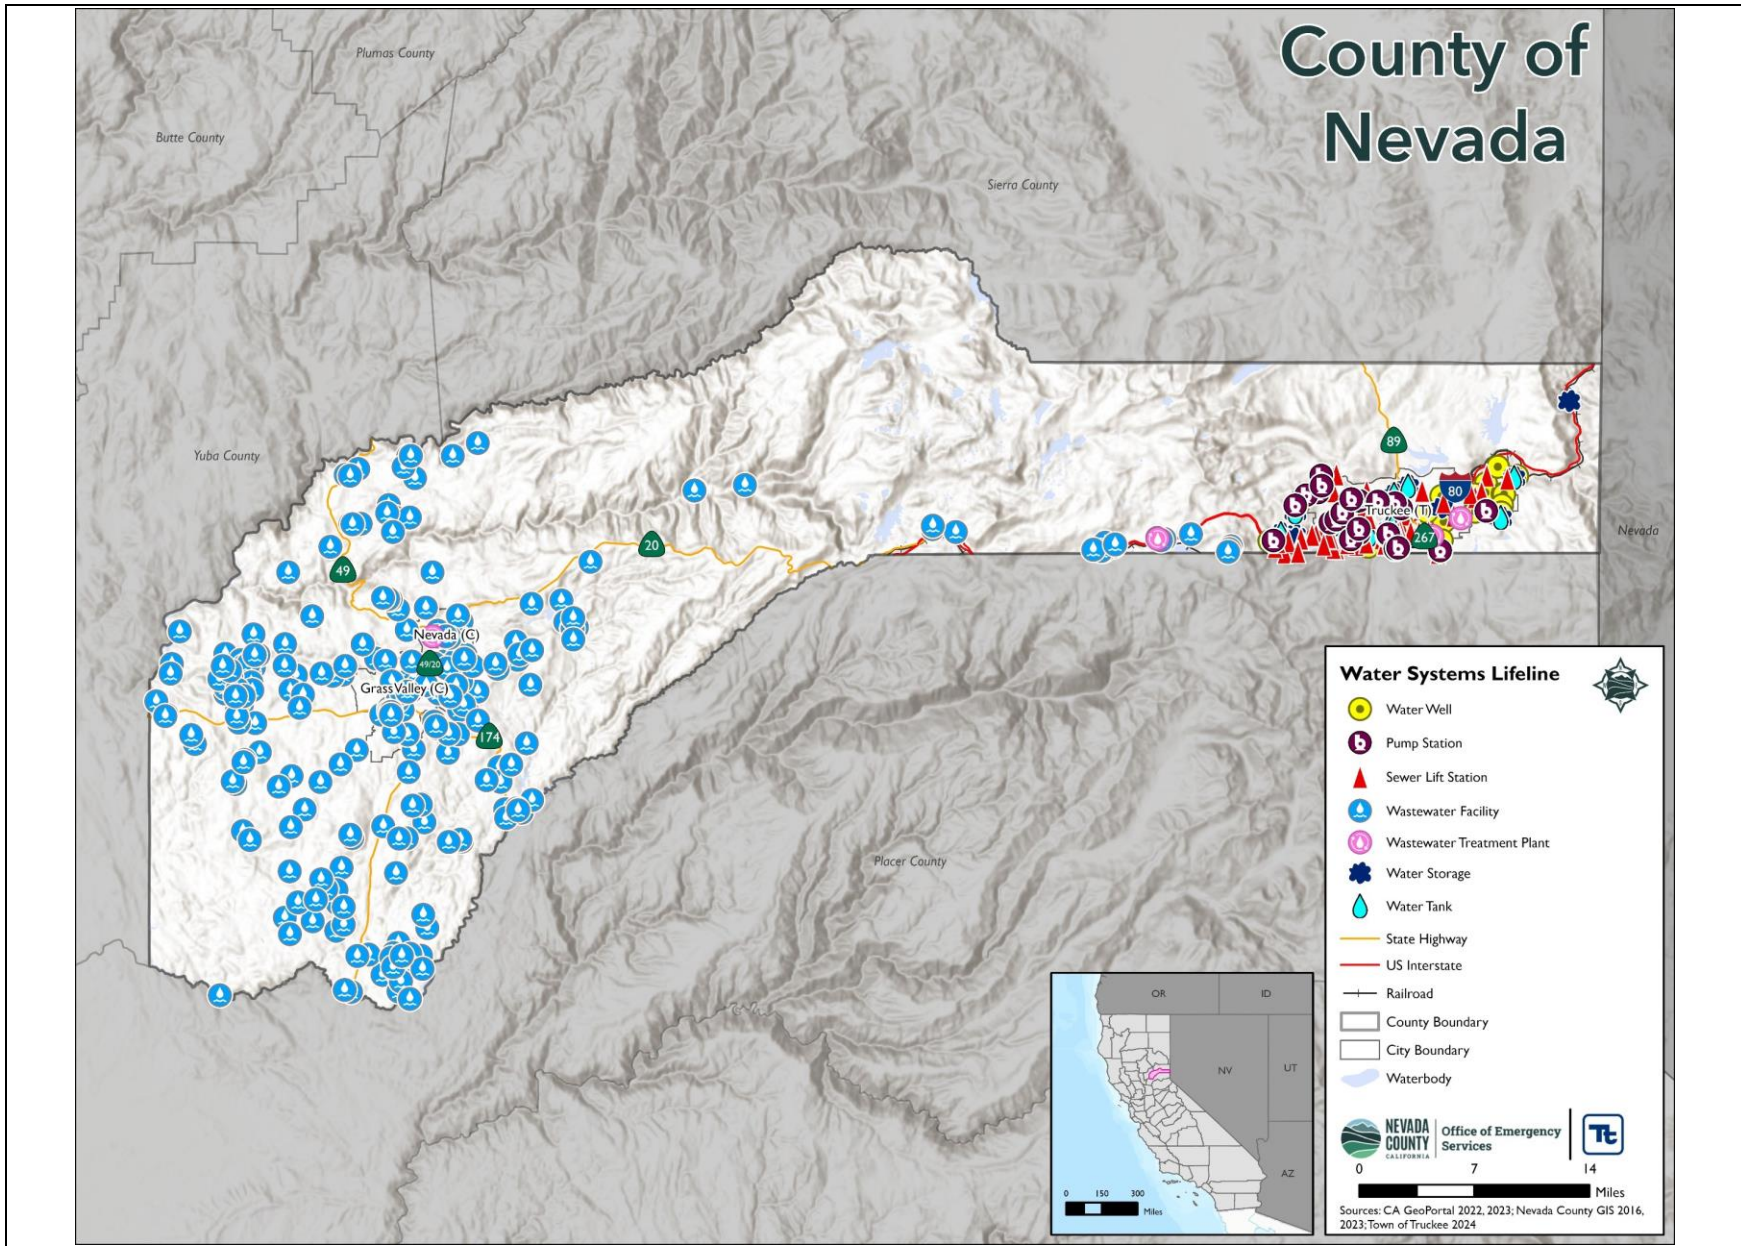 County of
Nevada
Plumas County
Butte County
Sierra County
Yuba County
89
80
Truckee (T)
267
Nevada
20
49
Nevada (C)
49/20
Grass Valley (C)
174
Placer County
Water Systems Lifeline
Water Well
Pump Station
Sewer Lift Station
Wastewater Facility
Wastewater Treatment Plant
Water Storage
Water Tank
State Highway
US Interstate
Railroad
County Boundary
City Boundary
Waterbody
NEVADA
COUNTY
CALIFORNIA
Office of Emergency
Services
Tt
0 7 14
Miles
Sources: CA GeoPortal 2022, 2023; Nevada County GIS 2016,
2023; Town of Truckee 2024
OR
ID
NV
UT
AZ
0 150 300
Miles